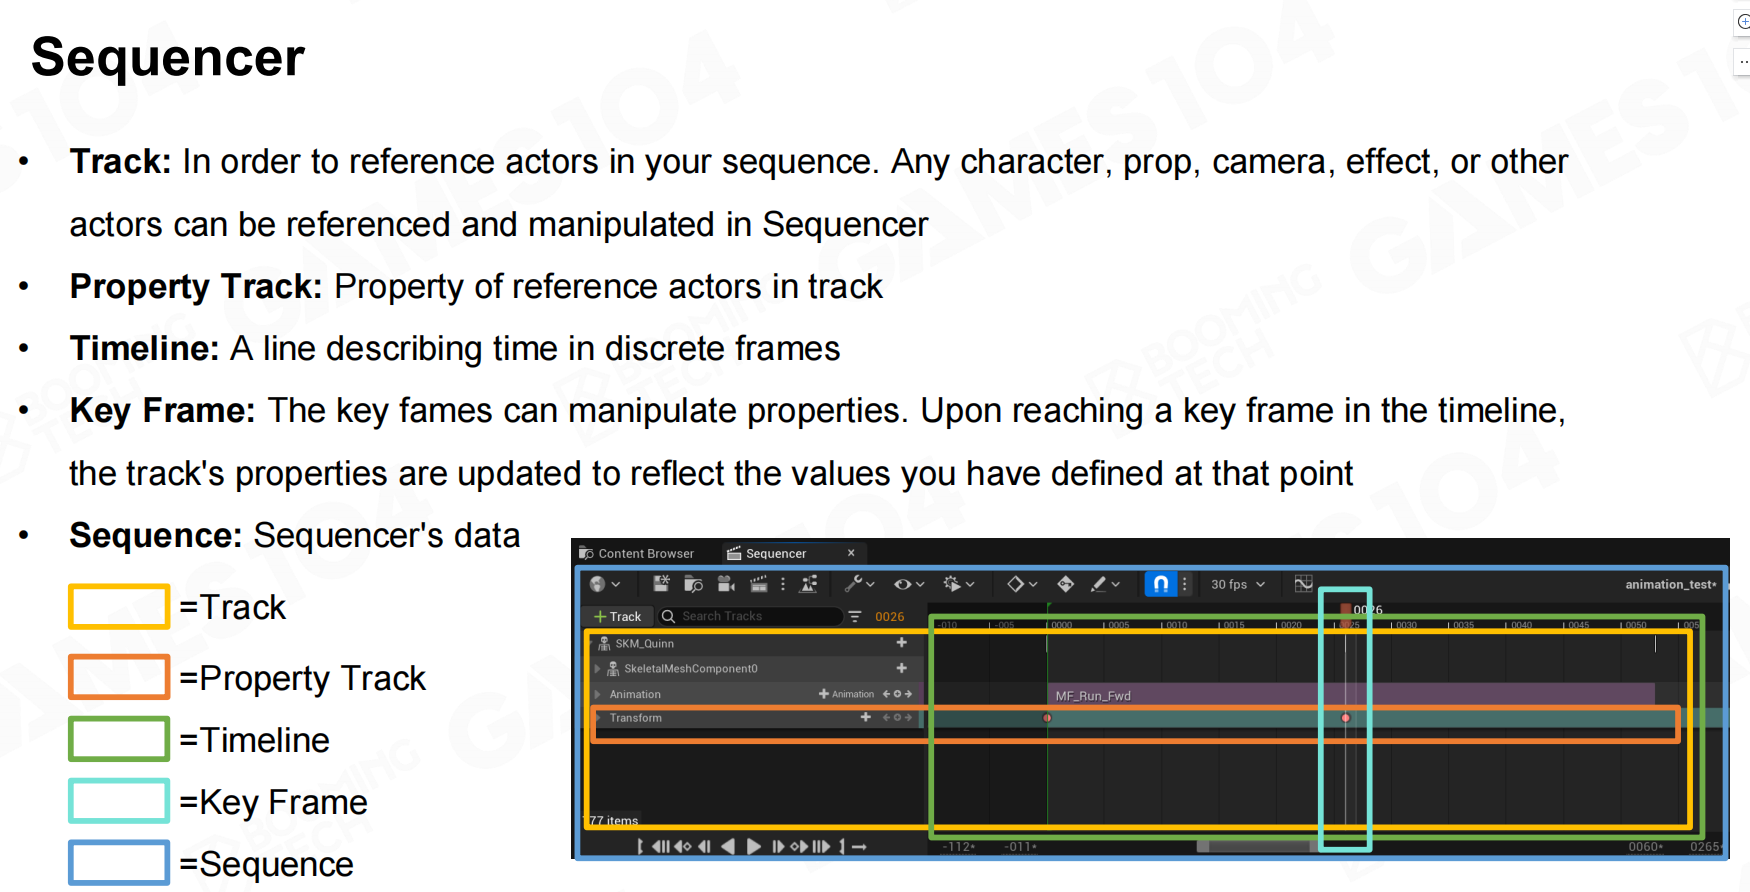 Sequencer
• Track: In order to reference actors in your sequence. Any character, prop, camera, effect, or other
actors can be referenced and manipulated in Sequencer
• Property Track: Property of reference actors in track
• Timeline: A line describing time in discrete frames
• Key Frame: The key fames can manipulate properties. Upon reaching a key frame in the timeline,
the track's properties are updated to reflect the values you have defined at that point
• Sequence: Sequencer's data
=Track
=Property Track
=Timeline
=Key Frame
=Sequence
Content Browser Sequencer
30 fps animation_test*
+ Track Search Tracks 0026
0026
-010 -005 0000 0005 0010 0015 0020 0025 0030 0035 0040 0045 0050
SKM_Quinn
SkeletalMeshComponent0
Animation Animation MF_Run_Fwd
Transform
77 items
-112* -011* 0060* 0265*
GAMES104
BOOMING
TECH